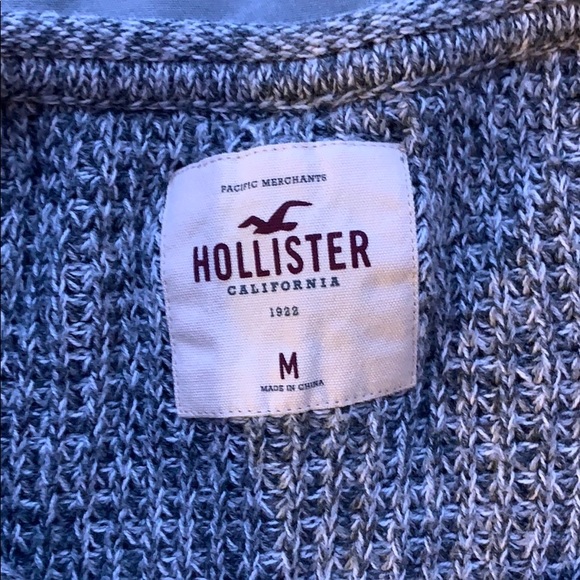 PACIFIC MERCHANTS
HOLLISTER
CALIFORNIA
1922
M
MADE IN CHINA